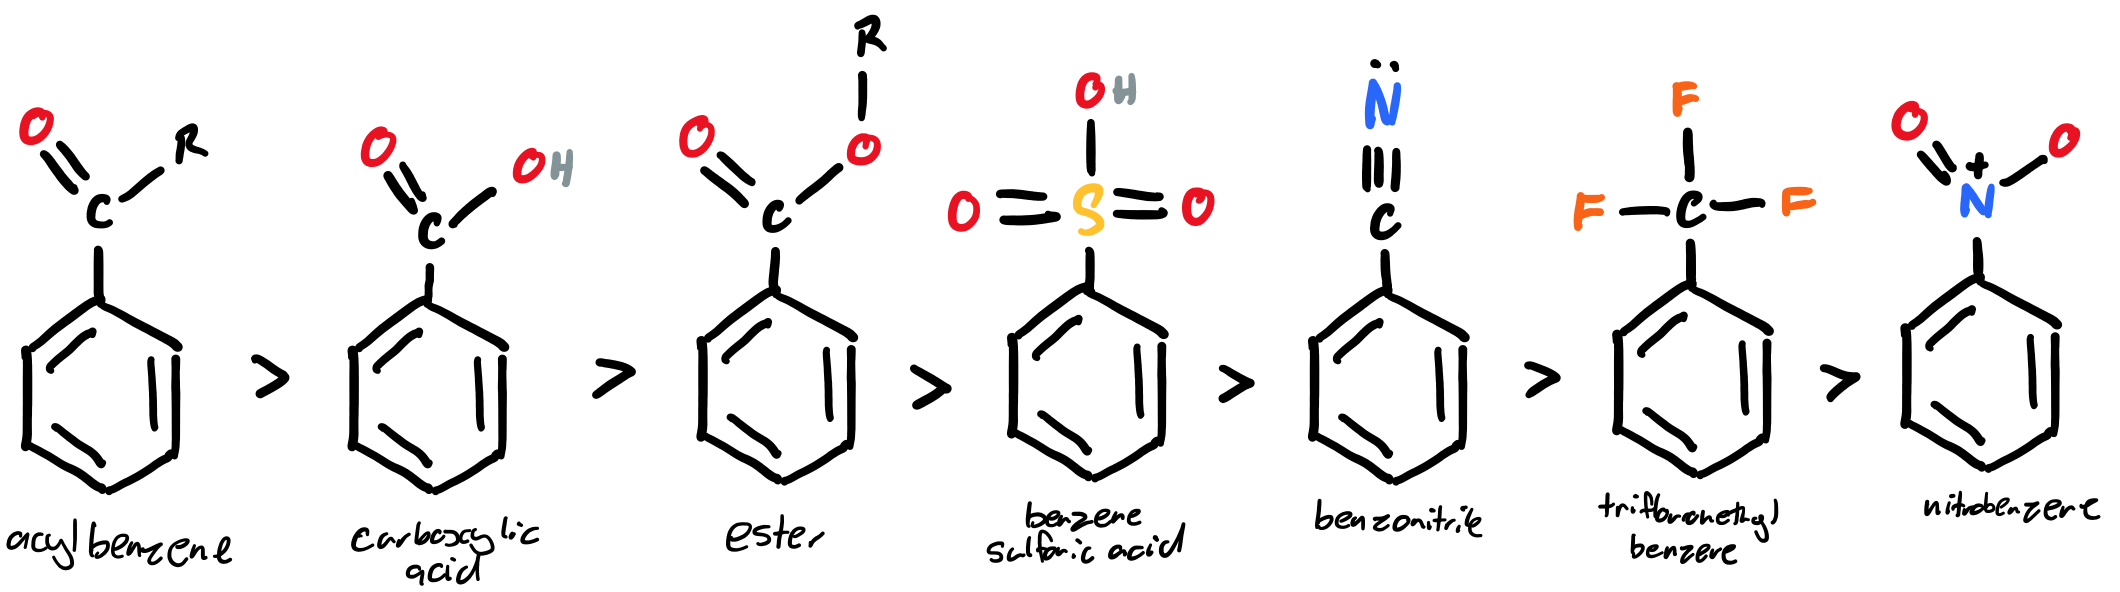 R
O
R
O
OH
C
C
O
O
R
C
OH
O
S
O
N
C
F
F
C
F
O
+
N
O
>
>
>
>
>
>
acyl benzene
carboxylic
acid
ester
benzene
sulfonic acid
benzonitrile
trifluoromethyl
benzene
nitrobenzene